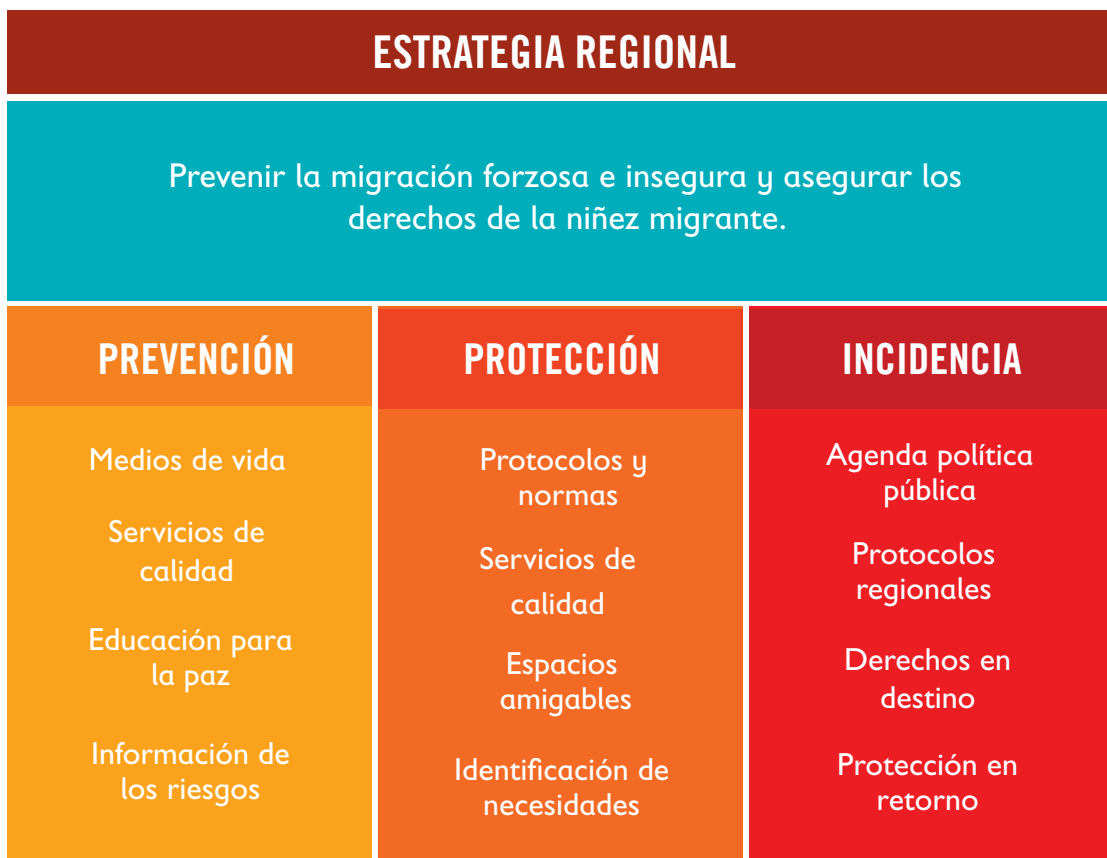 ESTRATEGIA REGIONAL
Prevenir la migración forzosa e insegura y asegurar los
derechos de la niñez migrante.
PREVENCIÓN
Medios de vida
Servicios de
calidad
Educación para
la paz
Información de
los riesgos
PROTECCIÓN
Protocolos y
normas
Servicios de
calidad
Espacios
amigables
Identificación de
necesidades
INCIDENCIA
Agenda política
pública
Protocolos
regionales
Derechos en
destino
Protección en
retorno